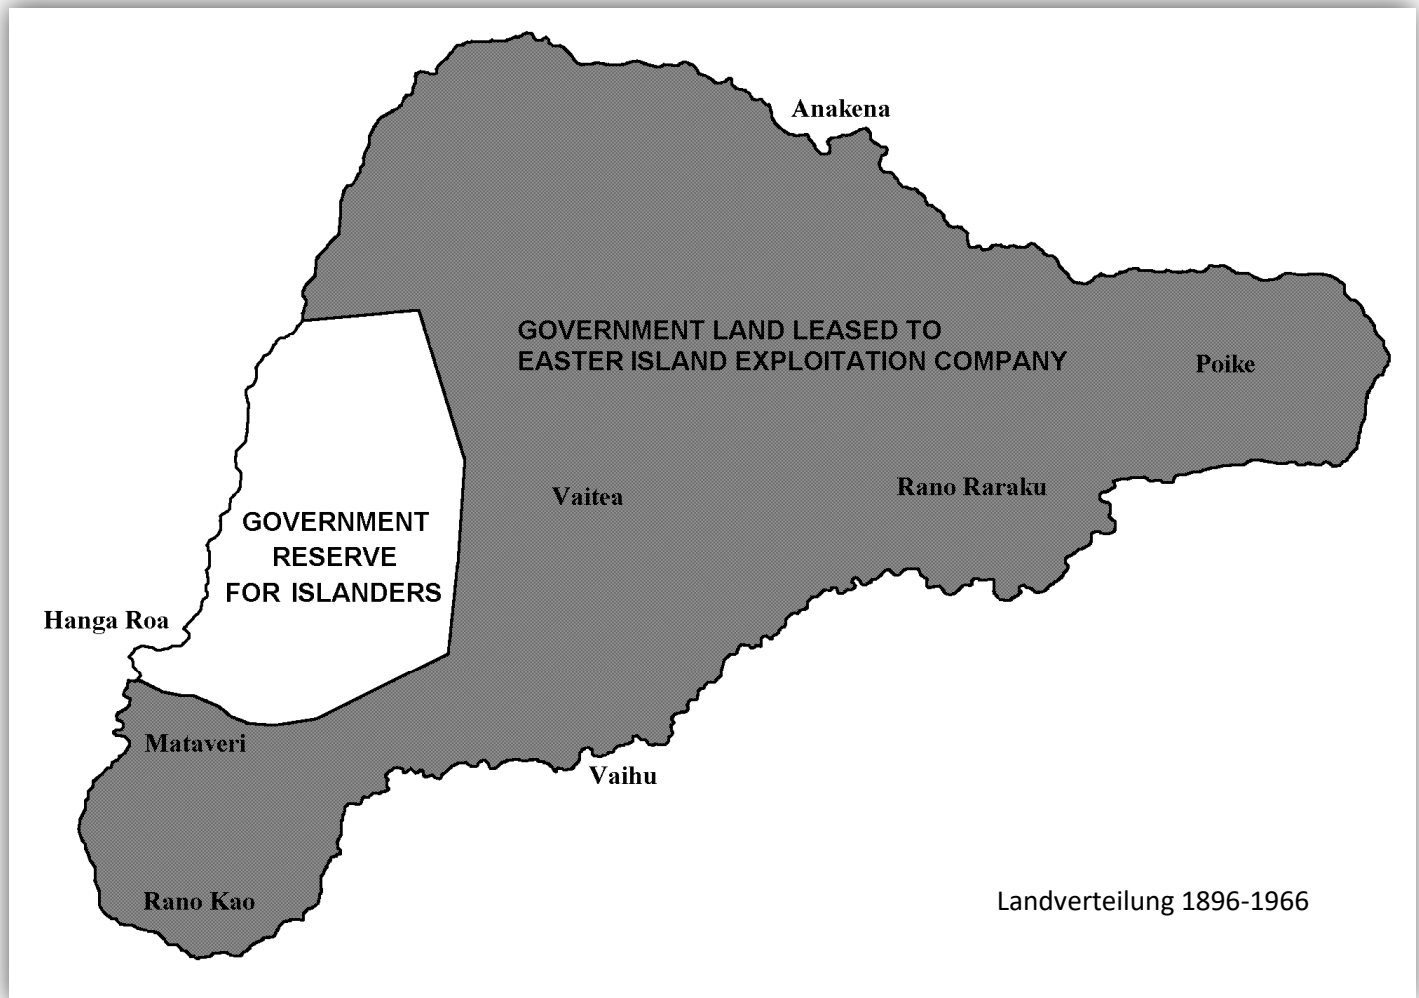 Anakena
GOVERNMENT LAND LEASED TO
EASTER ISLAND EXPLOITATION COMPANY
Poike
Vaitea
Rano Raraku
GOVERNMENT
RESERVE
FOR ISLANDERS
Hanga Roa
Mataveri
Vaihu
Rano Kao
Landverteilung 1896-1966